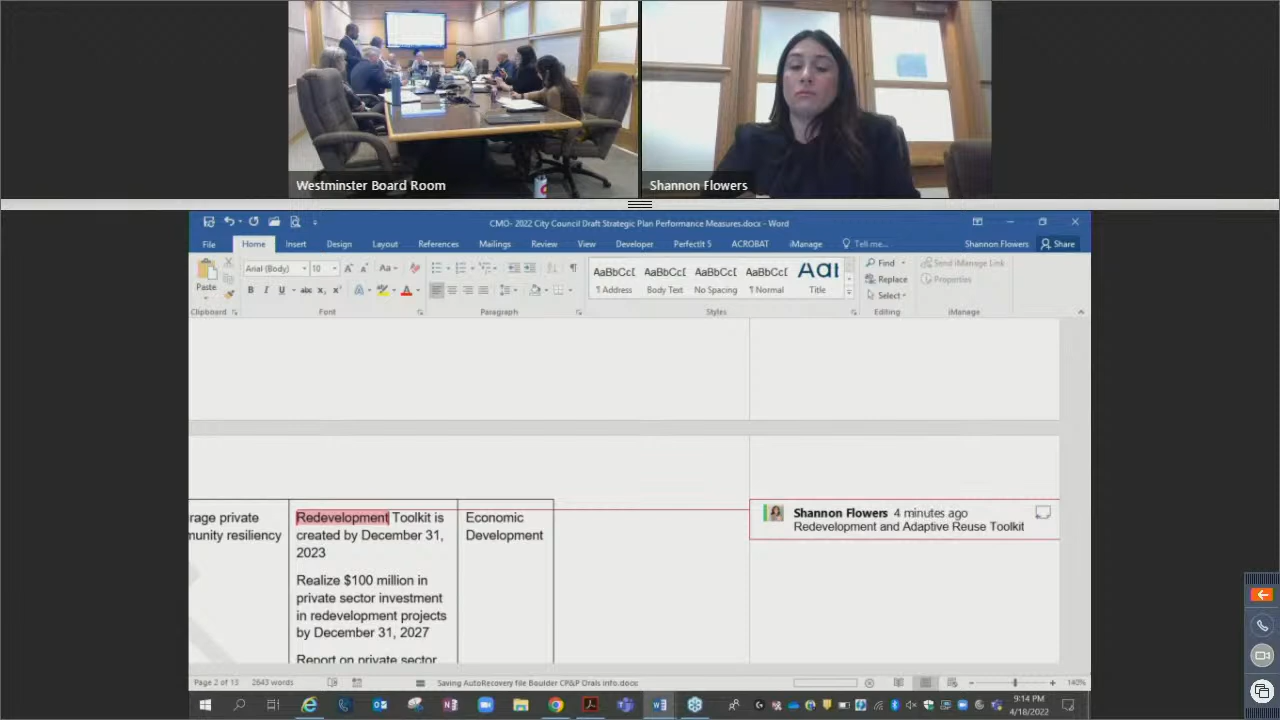 Westminster Board Room
Shannon Flowers
CMO- 2022 City Council Draft Strategic Plan Performance Measures.docx - Word
File Home Insert Design Layout References Mailings Review View Developer PerfectIt 5 ACROBAT iManage Tell me... Shannon Flowers Share
Paste
Arial (Body) 10
AaBbCcI AaBbCcI AaBbCcI AaBbCcI AaI
¶ Address Body Text No Spacing ¶ Normal Title
Find
Replace
Select
Send iManage Link
Properties
Clipboard Font Paragraph Styles Editing iManage
rage private
nunity resiliency
Redevelopment Toolkit is
created by December 31,
2023
Realize $100 million in
private sector investment
in redevelopment projects
by December 31, 2027
Report on private sector
Economic
Development
Shannon Flowers 4 minutes ago
Redevelopment and Adaptive Reuse Toolkit
Page 2 of 13 2643 words Saving AutoRecovery file Boulder CP&P Orals info.docx: 140%
9:14 PM
4/18/2022